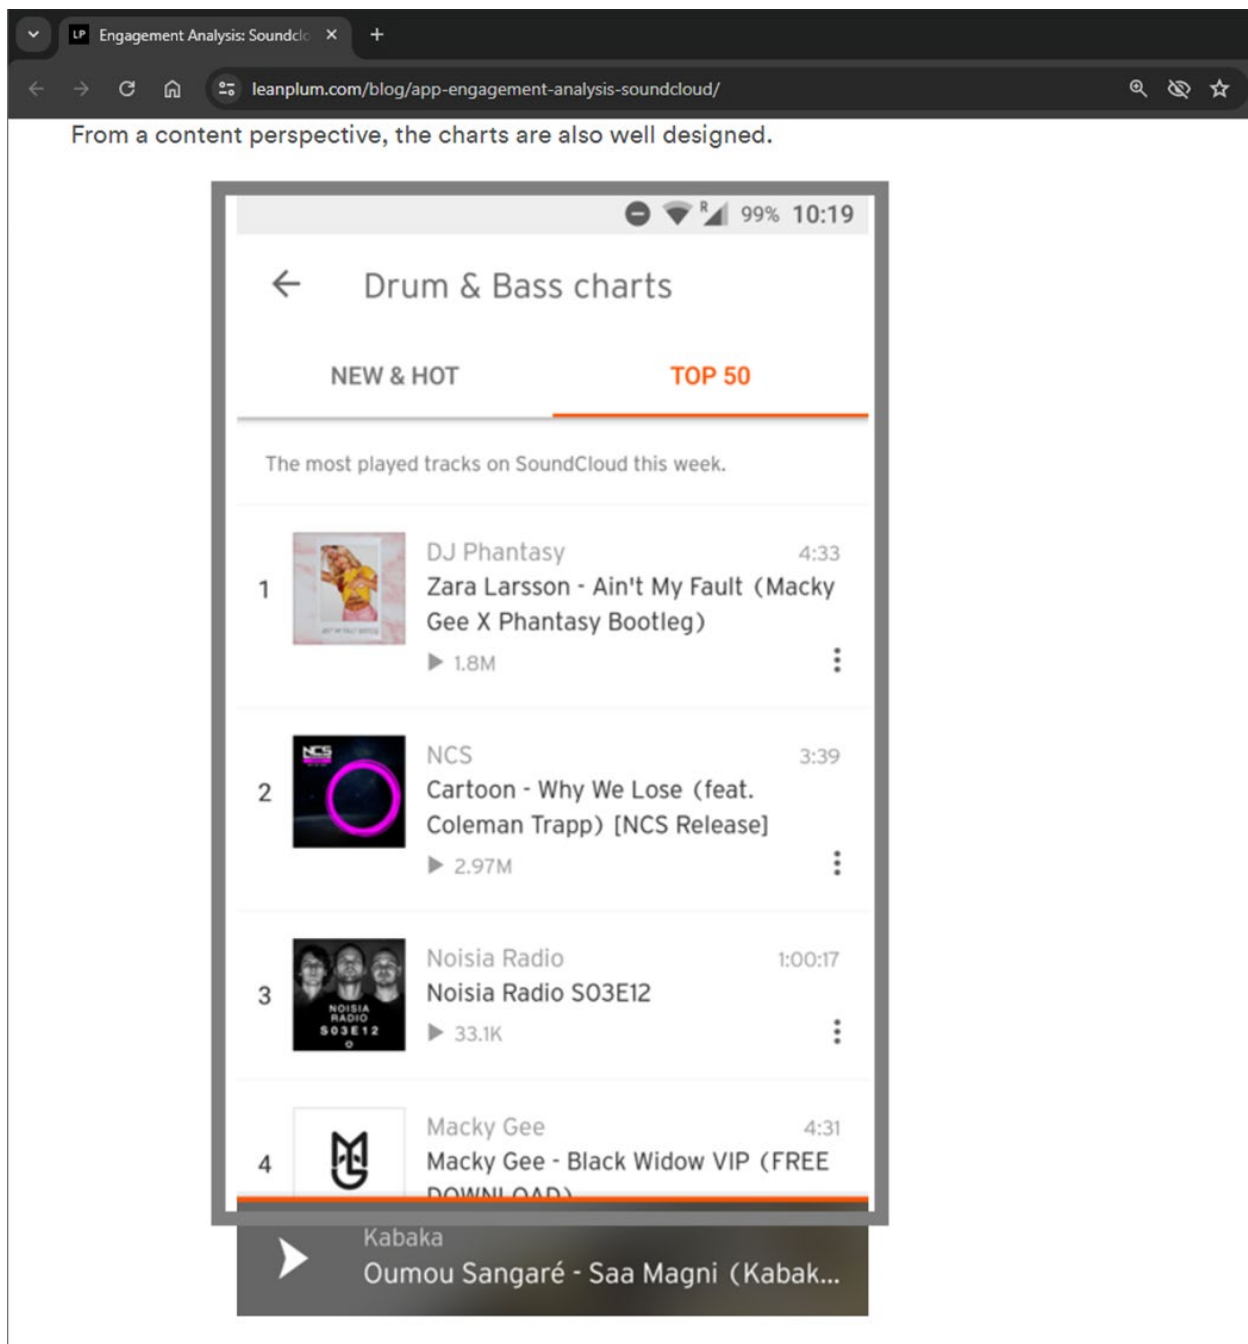 LP Engagement Analysis: Soundclo
leanplum.com/blog/app-engagement-analysis-soundcloud/
From a content perspective, the charts are also well designed.
R 99% 10:19
Drum & Bass charts
NEW & HOT TOP 50
The most played tracks on SoundCloud this week.
DJ Phantasy 4:33
1 Zara Larsson - Ain't My Fault (Macky
Gee X Phantasy Bootleg)
1.8M
NCS
NCS 3:39
2 Cartoon - Why We Lose (feat.
Coleman Trapp) [NCS Release]
2.97M
Noisia Radio 1:00:17
3 Noisia Radio S03E12
NOISIA
RADIO
S03E12
33.1K
Macky Gee 4:31
4 Macky Gee - Black Widow VIP (FREE
DOWNLOAD)
Kabaka
Oumou Sangaré - Saa Magni (Kabak...